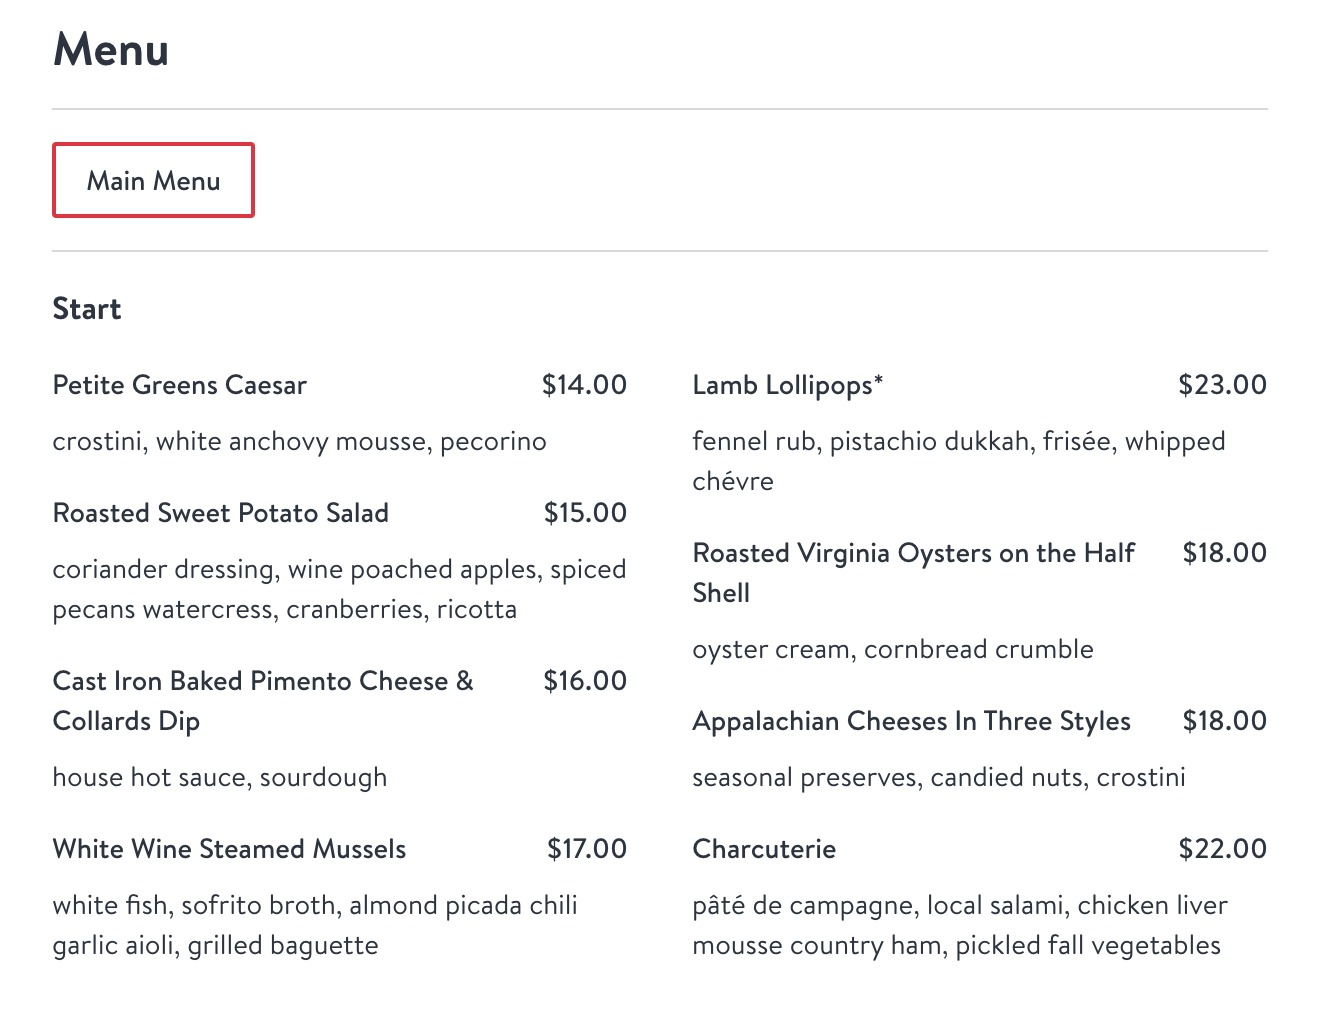 Menu
Main Menu
Start
Petite Greens Caesar $14.00
crostini, white anchovy mousse, pecorino
Roasted Sweet Potato Salad $15.00
coriander dressing, wine poached apples, spiced
pecans watercress, cranberries, ricotta
Cast Iron Baked Pimento Cheese & $16.00
Collards Dip
house hot sauce, sourdough
White Wine Steamed Mussels $17.00
white fish, sofrito broth, almond picada chili
garlic aioli, grilled baguette
Lamb Lollipops* $23.00
fennel rub, pistachio dukkah, frisée, whipped
chévre
Roasted Virginia Oysters on the Half $18.00
Shell
oyster cream, cornbread crumble
Appalachian Cheeses In Three Styles $18.00
seasonal preserves, candied nuts, crostini
Charcuterie $22.00
pâté de campagne, local salami, chicken liver
mousse country ham, pickled fall vegetables